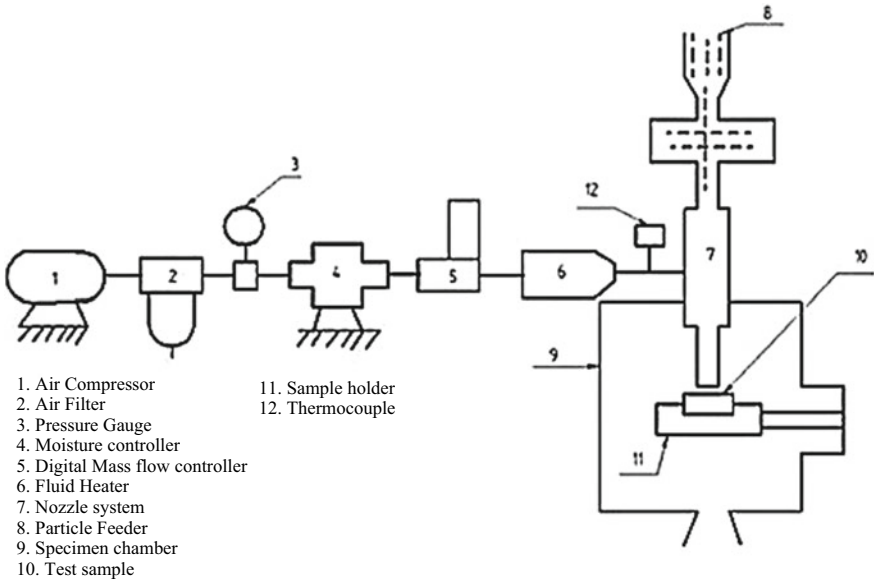 8
3
12
1
2
4
5
6
7
10
9
11
1. Air Compressor
2. Air Filter
3. Pressure Gauge
4. Moisture controller
5. Digital Mass flow controller
6. Fluid Heater
7. Nozzle system
8. Particle Feeder
9. Specimen chamber
10. Test sample
11. Sample holder
12. Thermocouple